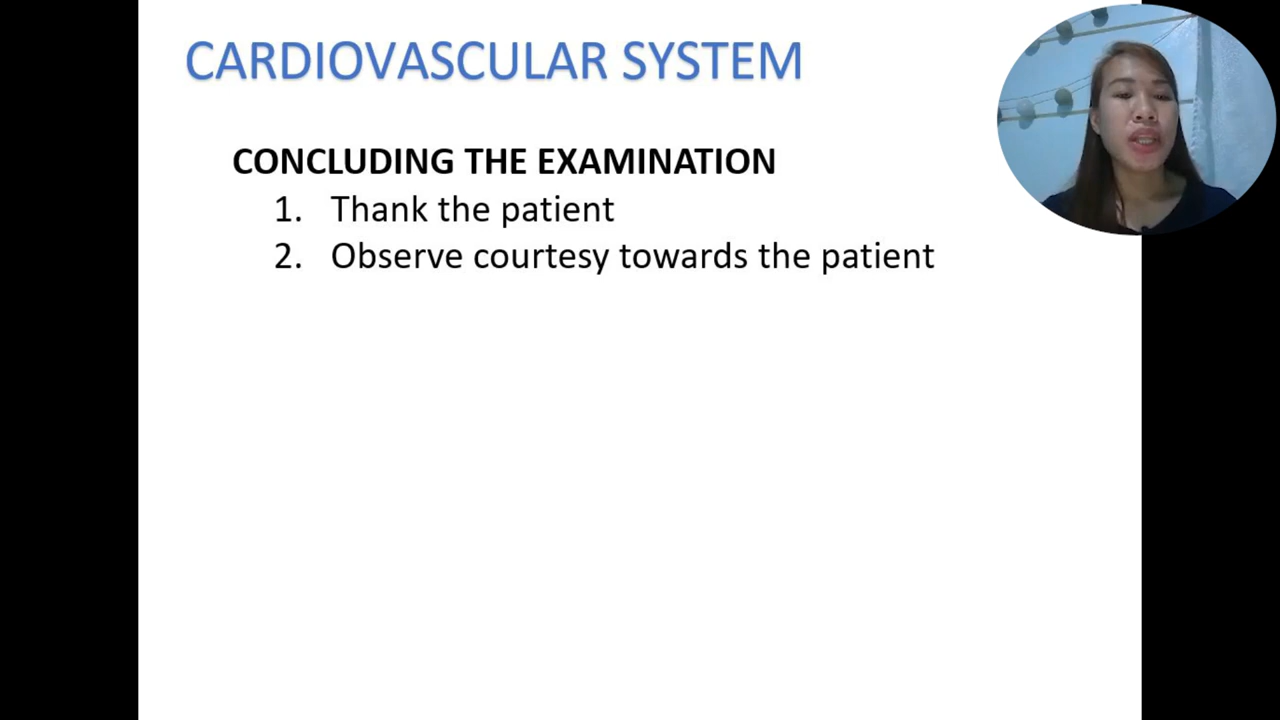 CARDIOVASCULAR SYSTEM
CONCLUDING THE EXAMINATION
1. Thank the patient
2. Observe courtesy towards the patient